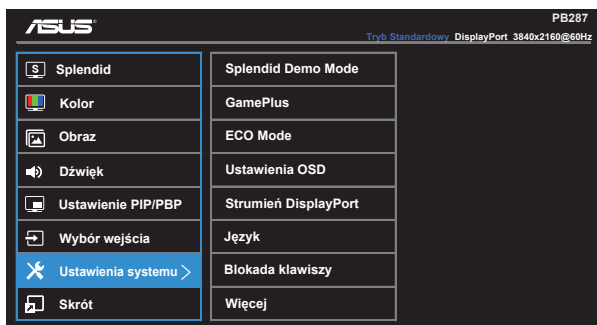 ASUS
PB287
Tryb Standardowy DisplayPort 3840x2160@60Hz
S Splendid
Kolor
Obraz
Dźwięk
Ustawienie PIP/PBP
Wybór wejścia
Ustawienia systemu >
Skrót
Splendid Demo Mode
GamePlus
ECO Mode
Ustawienia OSD
Strumień DisplayPort
Język
Blokada klawiszy
Więcej